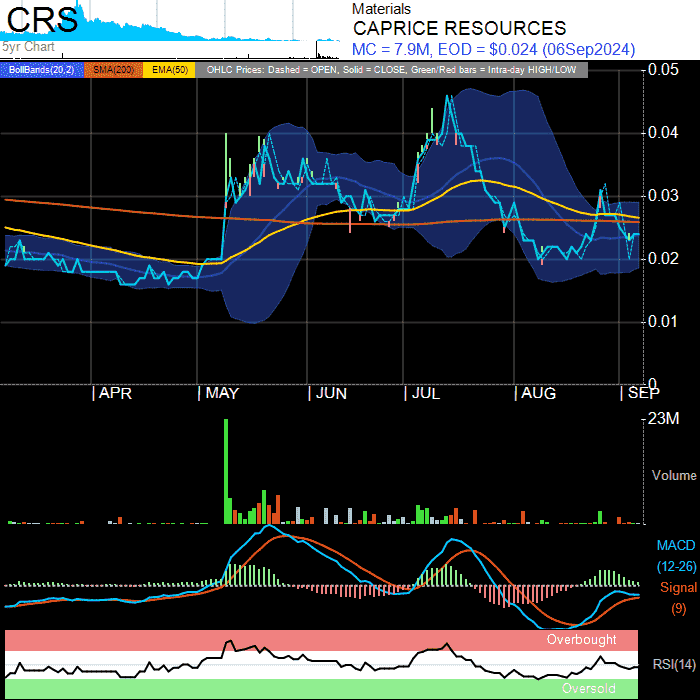 CRS
5yr Chart
Materials
CAPRICE RESOURCES
MC = 7.9M, EOD = $0.024 (06Sep2024)
BollBands(20,2) SMA(200) EMA(50) OHLC Prices: Dashed = OPEN, Solid = CLOSE, Green/Red bars = Intra-day HIGH/LOW
0.05
0.04
0.03
0.02
0.01
0
APR MAY JUN JUL AUG SEP
23M
Volume
MACD
(12-26)
Signal
(9)
Overbought
RSI(14)
Oversold